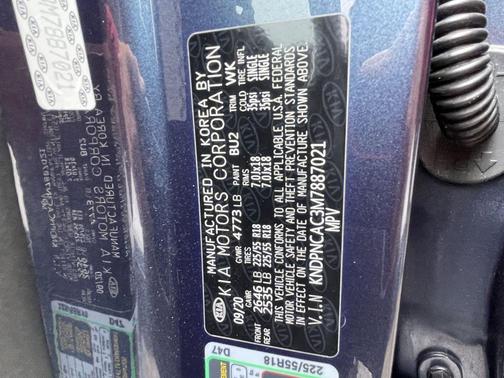 MANUFACTURED IN KOREA BY
KIA MOTORS CORPORATION
09/20 GVWR 4773 LB PAINT BU2 TRIM WK
TIRES RIMS COLD TIRE INFL
FRONT 2646 LB 225/55 R18 7.0Jx18 35psi SINGLE
REAR 2535 LB 225/55 R18 7.0Jx18 35psi SINGLE
THIS VEHICLE CONFORMS TO ALL APPLICABLE U.S.A. FEDERAL
MOTOR VEHICLE SAFETY AND THEFT PREVENTION STANDARDS
IN EFFECT ON THE DATE OF MANUFACTURE SHOWN ABOVE.
V.I.N KNDPNCAC3M7887021
MPV
KIA
225/55R18
D47